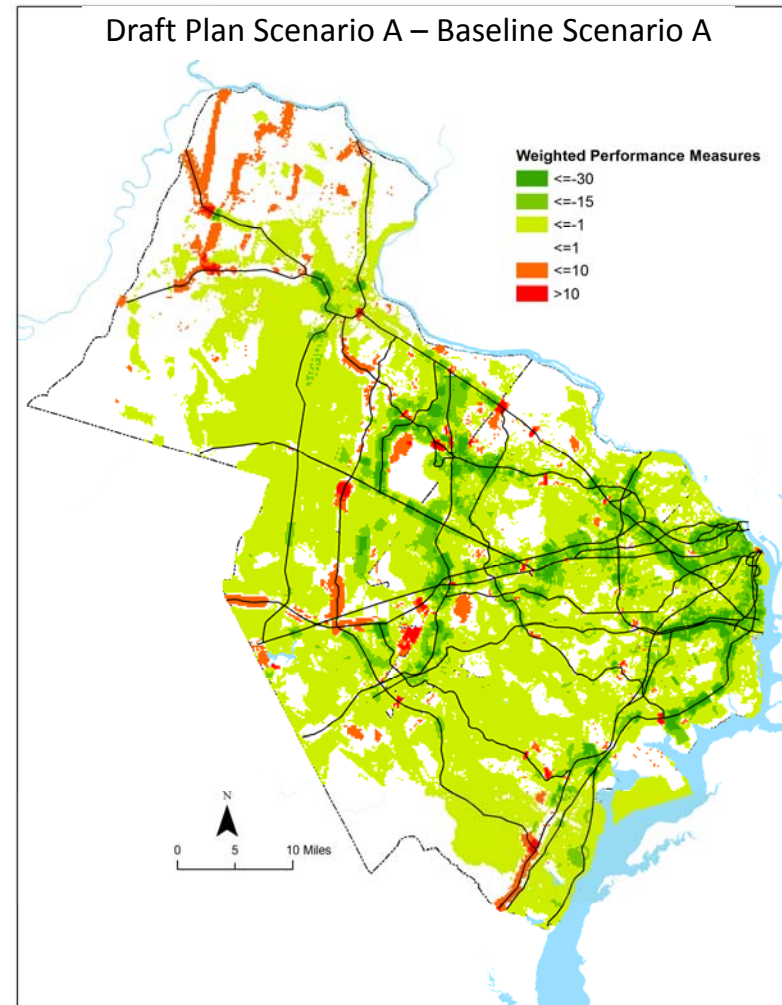 Draft Plan Scenario A – Baseline Scenario A
Weighted Performance Measures
<=-30
<=-15
<=-1
<=1
<=10
>10
N
0 5 10 Miles